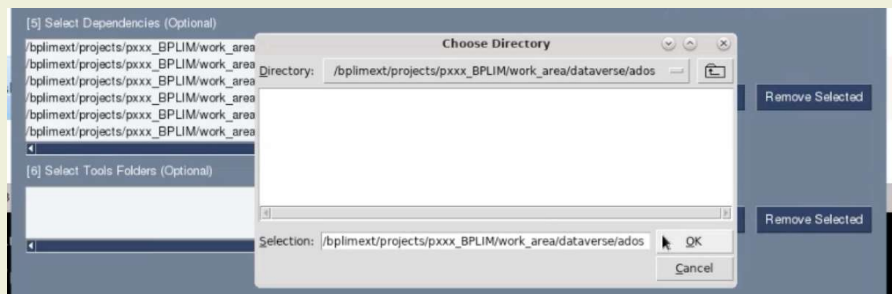 [5] Select Dependencies (Optional)
/bplimext/projects/pxxx_BPLIM/work_area
/bplimext/projects/pxxx_BPLIM/work_area
/bplimext/projects/pxxx_BPLIM/work_area
/bplimext/projects/pxxx_BPLIM/work_area
/bplimext/projects/pxxx_BPLIM/work_area
/bplimext/projects/pxxx_BPLIM/work_area
Remove Selected
[6] Select Tools Folders (Optional)
Remove Selected
Choose Directory
Directory: /bplimext/projects/pxxx_BPLIM/work_area/dataverse/ados
Selection: /bplimext/projects/pxxx_BPLIM/work_area/dataverse/ados
OK
Cancel